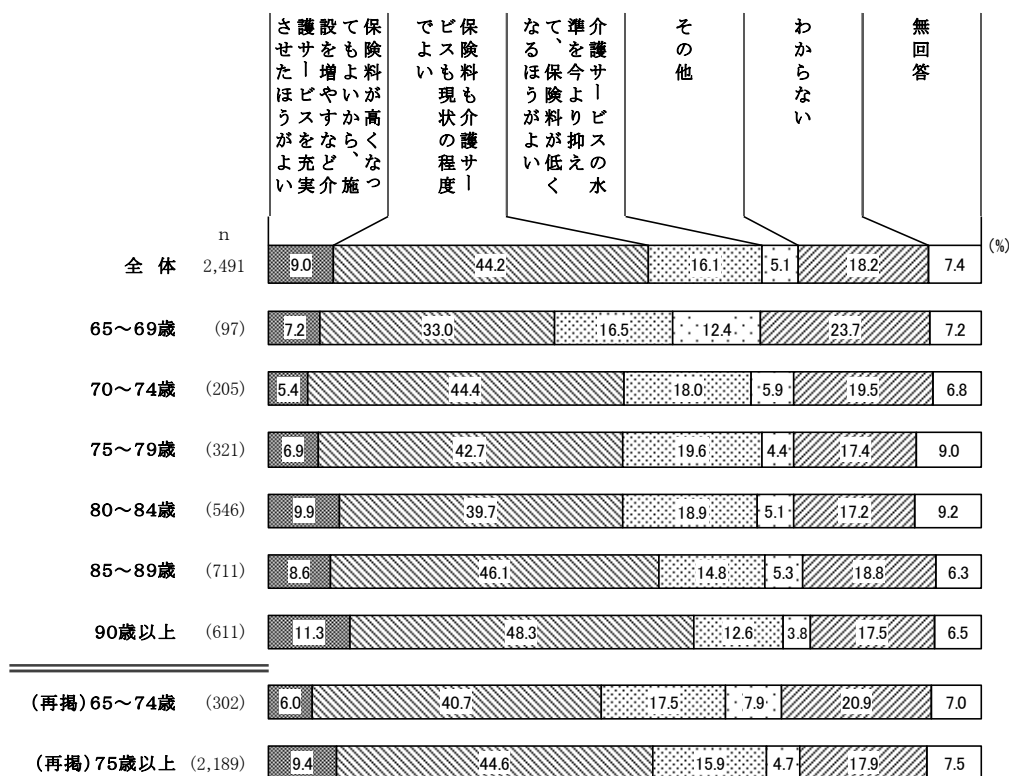 保険料が高くなっ
てもよいから、施
設を増やすなど介
護サービスを充実
させたほうがよい
保険料も介護サー
ビスも現状の程度
でよい
介護サービスの水
準を今より抑え
て、保険料が低く
なるほうがよい
その他
わからない
無回答
n
(%)
全 体 2,491 9.0 44.2 16.1 5.1 18.2 7.4
65～69歳 (97) 7.2 33.0 16.5 12.4 23.7 7.2
70～74歳 (205) 5.4 44.4 18.0 5.9 19.5 6.8
75～79歳 (321) 6.9 42.7 19.6 4.4 17.4 9.0
80～84歳 (546) 9.9 39.7 18.9 5.1 17.2 9.2
85～89歳 (711) 8.6 46.1 14.8 5.3 18.8 6.3
90歳以上 (611) 11.3 48.3 12.6 3.8 17.5 6.5
(再掲)65～74歳 (302) 6.0 40.7 17.5 7.9 20.9 7.0
(再掲)75歳以上 (2,189) 9.4 44.6 15.9 4.7 17.9 7.5